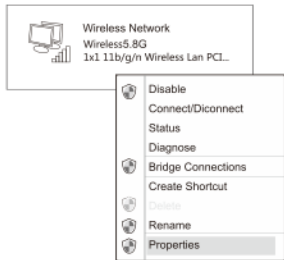 Wireless Network
Wireless5.8G
1x1 11b/g/n Wireless Lan PCI...
Disable
Connect/Diconnect
Status
Diagnose
Bridge Connections
Create Shortcut
Delete
Rename
Properties